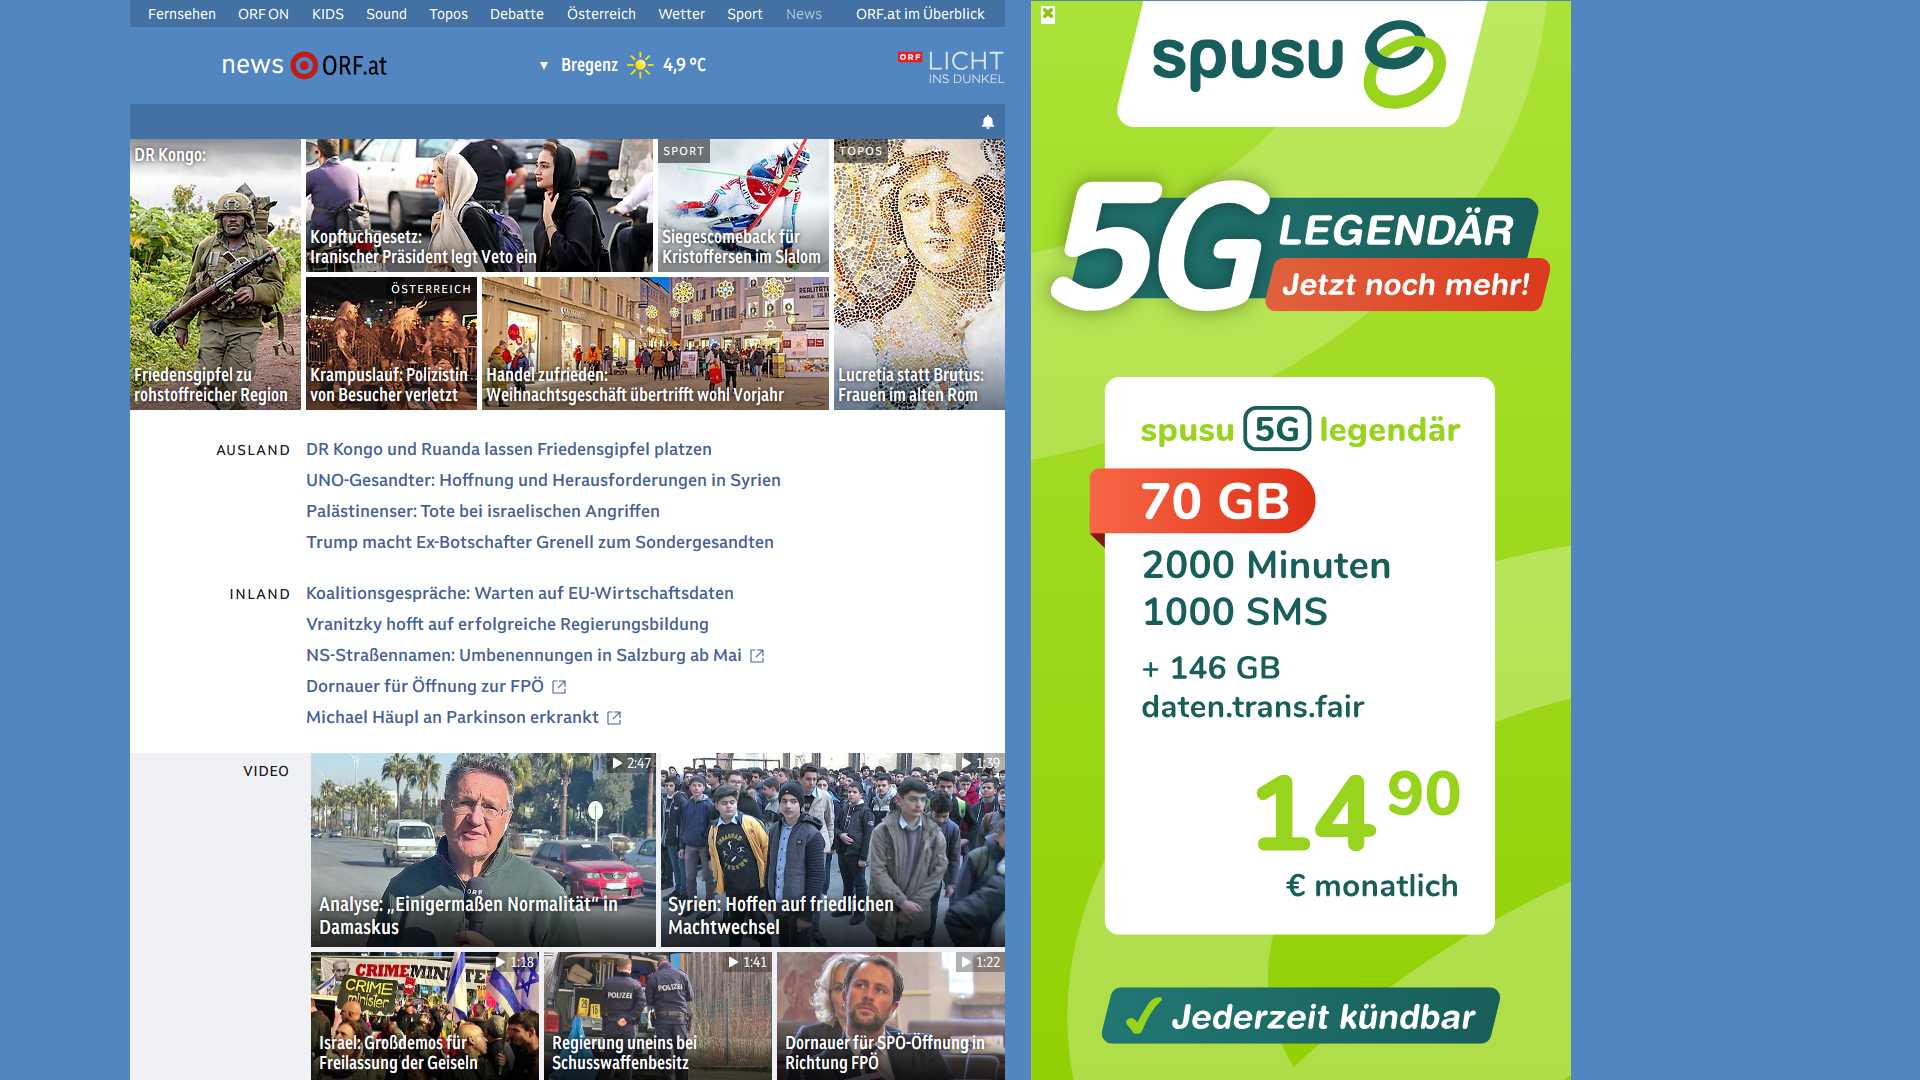 Fernsehen ORF ON KIDS Sound Topos Debatte Österreich Wetter Sport News ORF.at im Überblick
news ORF.at
Bregenz 4,9 °C
ORF LICHT
INS DUNKEL
DR Kongo:
Friedensgipfel zu
rohstoffreicher Region
Kopftuchgesetz:
Iranischer Präsident legt Veto ein
SPORT
Siegescomeback für
Kristoffersen im Slalom
TOPOS
Lucretia statt Brutus:
Frauen im alten Rom
ÖSTERREICH
Krampuslauf: Polizistin
von Besucher verletzt
Handel zufrieden:
Weihnachtsgeschäft übertrifft wohl Vorjahr
AUSLAND
DR Kongo und Ruanda lassen Friedensgipfel platzen
UNO-Gesandter: Hoffnung und Herausforderungen in Syrien
Palästinenser: Tote bei israelischen Angriffen
Trump macht Ex-Botschafter Grenell zum Sondergesandten
INLAND
Koalitionsgespräche: Warten auf EU-Wirtschaftsdaten
Vranitzky hofft auf erfolgreiche Regierungsbildung
NS-Straßennamen: Umbenennungen in Salzburg ab Mai
Dornauer für Öffnung zur FPÖ
Michael Häupl an Parkinson erkrankt
VIDEO
2:47
ORF
Analyse: „Einigermaßen Normalität“ in
Damaskus
1:39
Syrien: Hoffen auf friedlichen
Machtwechsel
1:18
CRIME MINISTE
CRIME
minister
Israel: Großdemos für
Freilassung der Geiseln
1:41
POLIZEI
POLIZEI
Regierung uneins bei
Schusswaffenbesitz
1:22
Dornauer für SPÖ-Öffnung in
Richtung FPÖ
spusu
5G LEGENDÄR
Jetzt noch mehr!
spusu 5G legendär
70 GB
2000 Minuten
1000 SMS
+ 146 GB
daten.trans.fair
14 90
€ monatlich
Jederzeit kündbar